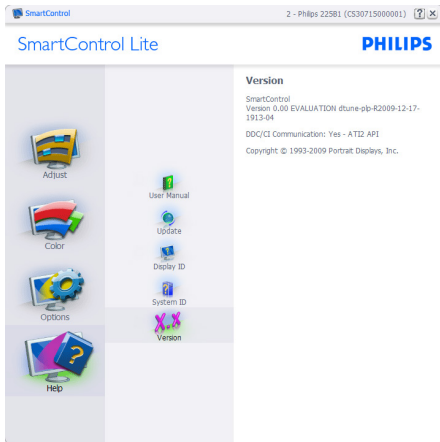 SmartControl
2 - Philips 225B1 (CS30715000001)
SmartControl Lite
PHILIPS
Adjust
Color
Options
Help
User Manual
Update
Display ID
System ID
X.X
Version
Version
SmartControl
Version 0.00 EVALUATION dtune-plp-R2009-12-17-
1913-04
DDC/CI Communication: Yes - ATI2 API
Copyright © 1993-2009 Portrait Displays, Inc.